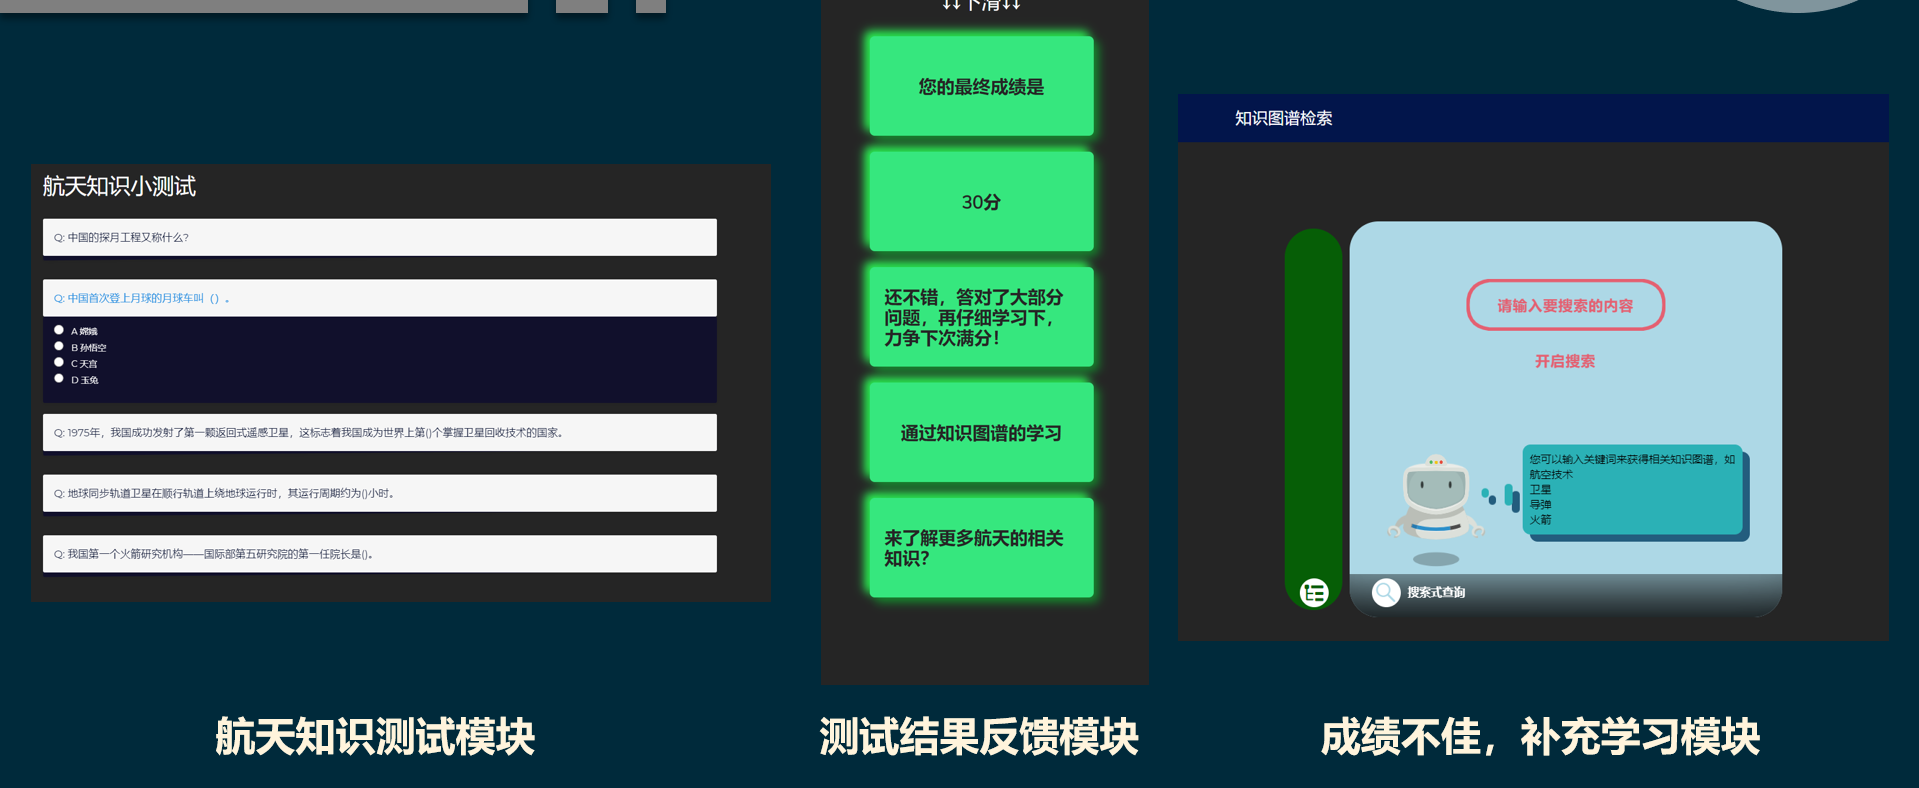 航天知识小测试
Q: 中国的探月工程又称什么?
Q: 中国首次登上月球的月球车叫（）。
A 嫦娥
B 孙悟空
C 天宫
D 玉兔
Q: 1975年，我国成功发射了第一颗返回式遥感卫星，这标志着我国成为世界上第()个掌握卫星回收技术的国家。
Q: 地球同步轨道卫星在顺行轨道上绕地球运行时，其运行周期约为()小时。
Q: 我国第一个火箭研究机构——国际部第五研究院的第一任院长是()。
航天知识测试模块
↓↓下滑↓↓
您的最终成绩是
30分
还不错，答对了大部分
问题，再仔细学习下，
力争下次满分！
通过知识图谱的学习
来了解更多航天的相关
知识？
测试结果反馈模块
知识图谱检索
请输入要搜索的内容
开启搜索
您可以输入关键词来获得相关知识图谱，如
航空技术
卫星
导弹
火箭
搜索式查询
成绩不佳，补充学习模块